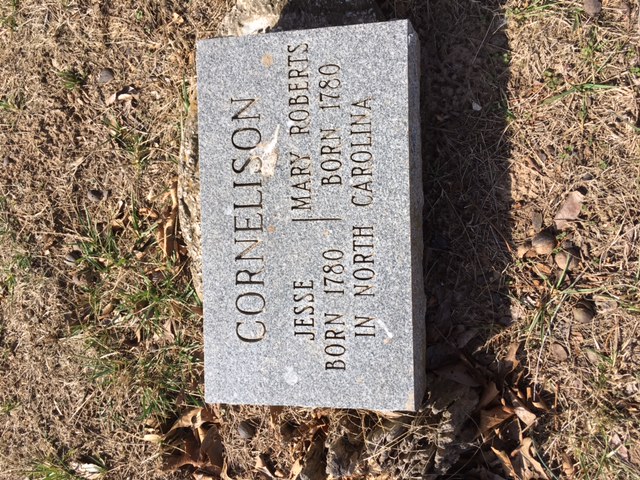 CORNELISON
JESSE | MARY ROBERTS
BORN 1780 | BORN 1780
IN NORTH CAROLINA